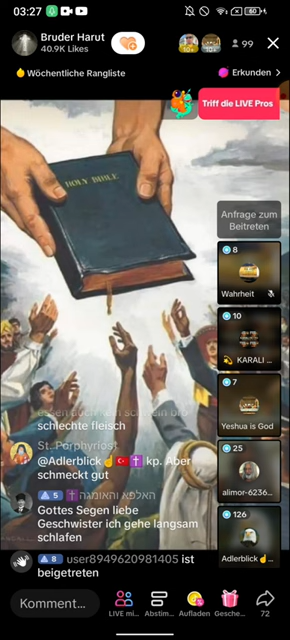 03:27
60
Bruder Harut
40.9K Likes
10+
10+
99
Wöchentliche Rangliste
Erkunden >
Triff die LIVE Pros
HOLY BIBLE
Anfrage zum
Beitreten
8
Wahrheit
10
KARALI ...
7
Yeshua is God
25
alimor-6236...
126
Adlerblick☝️...
schlechte fleisch
St. Porphyrios†
@Adlerblick☝️🇹🇷✝️ kp. Aber
schmeckt gut
5 ✝️האלפא והאומגה
Gottes Segen liebe
Geschwister ich gehe langsam
schlafen
8 user8949620981405 ist
beigetreten
Komment...
LIVE mi...
Abstim...
Aufladen
Gesche...
72